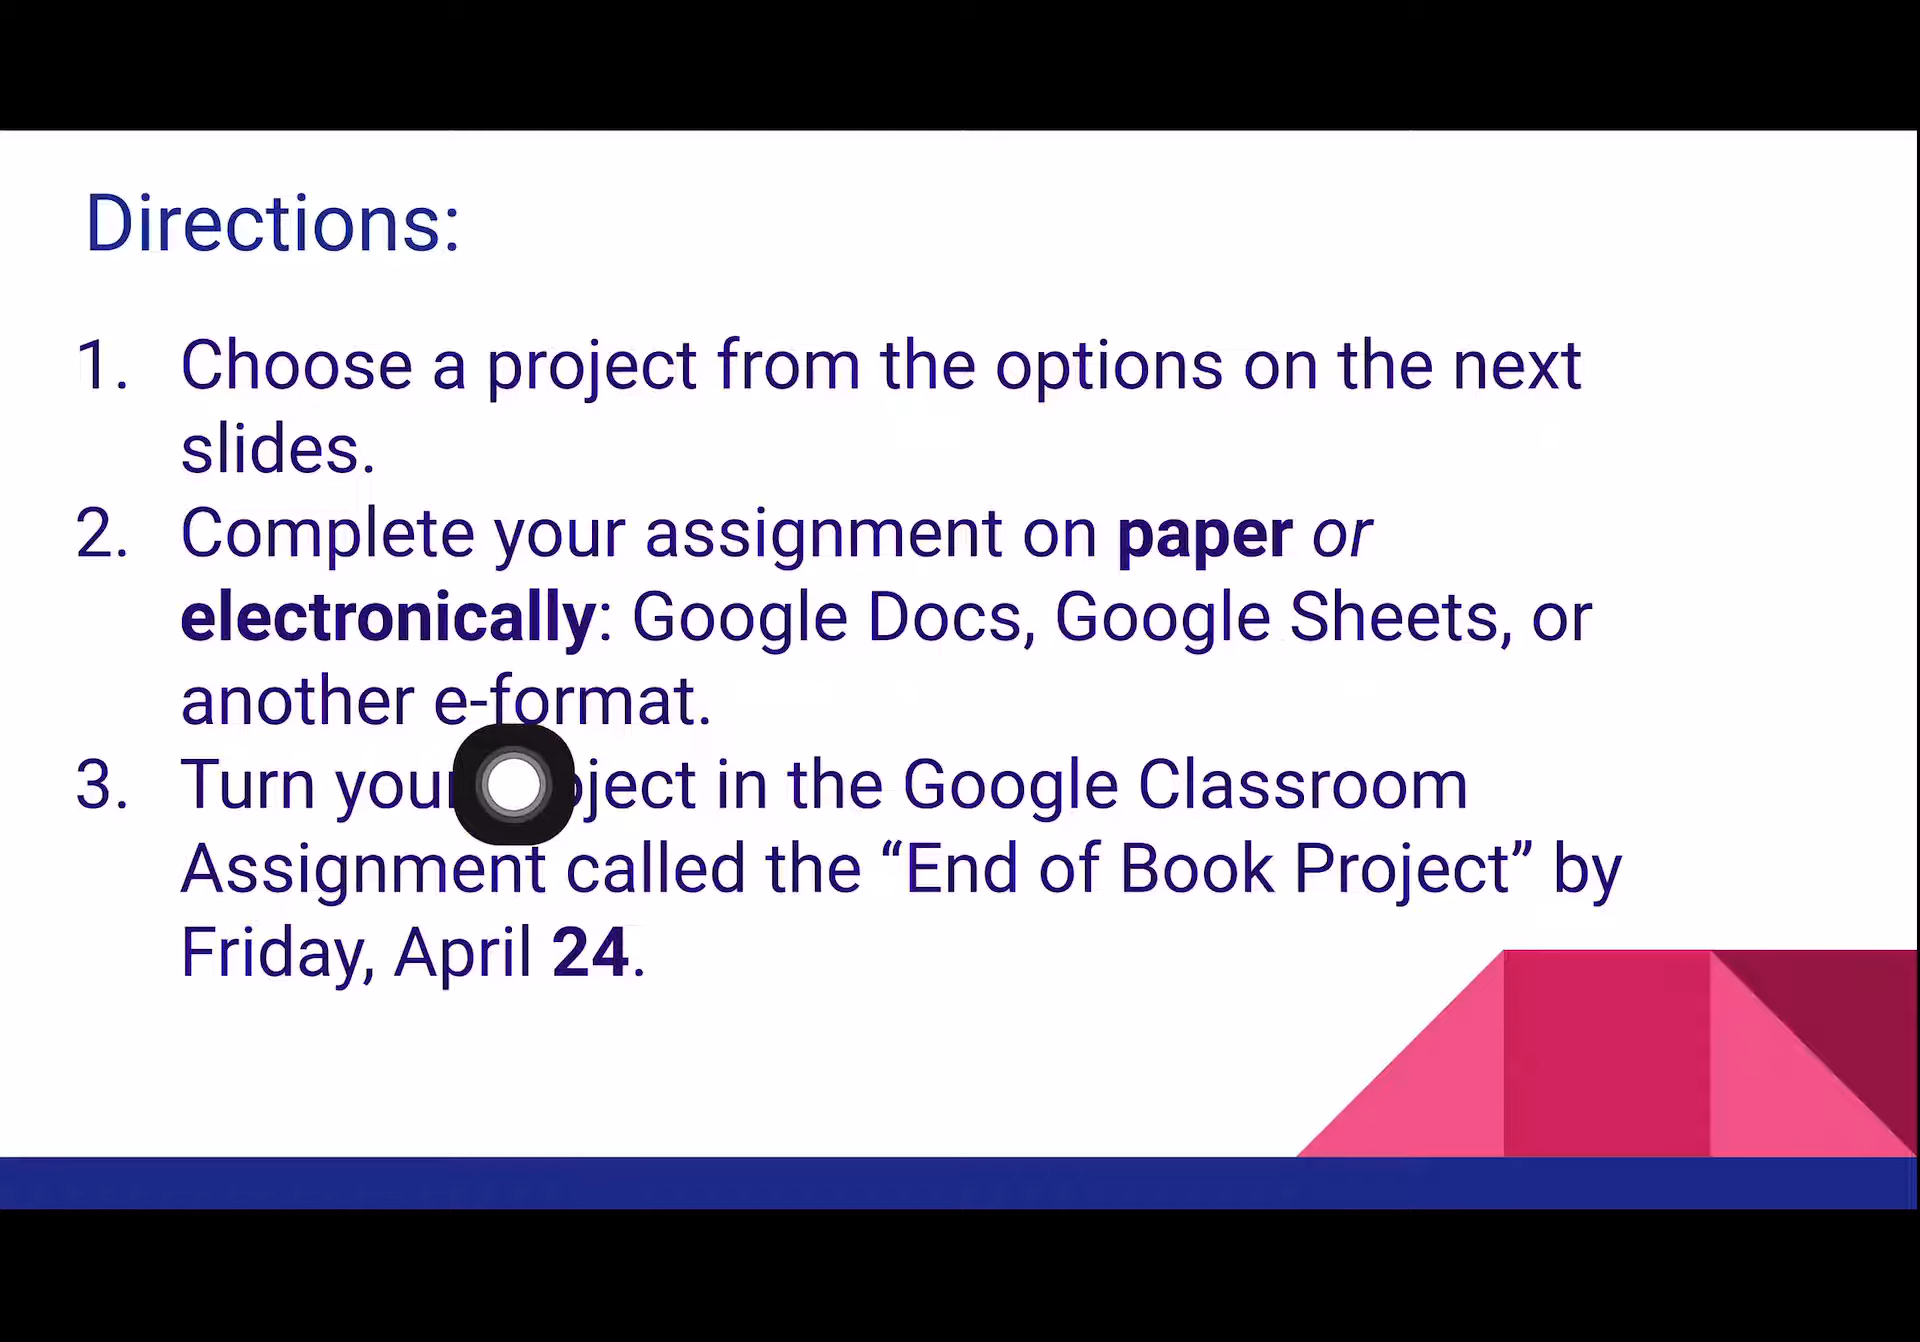 Directions:
1. Choose a project from the options on the next
slides.
2. Complete your assignment on paper or
electronically: Google Docs, Google Sheets, or
another e-format.
3. Turn your project in the Google Classroom
Assignment called the “End of Book Project” by
Friday, April 24.